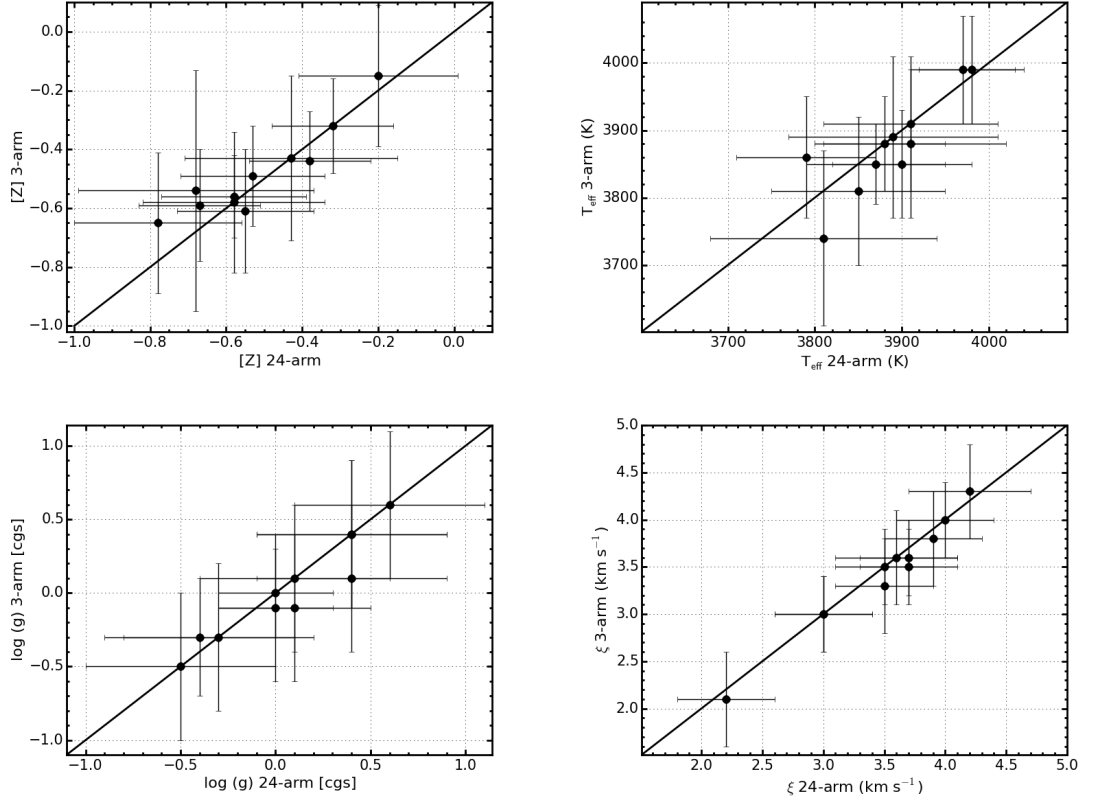 0.0
−0.2
−0.4
−0.6
−0.8
−1.0
[Z] 3-arm
−1.0 −0.8 −0.6 −0.4 −0.2 0.0
[Z] 24-arm
4000
3900
3800
3700
T_eff 3-arm (K)
3700 3800 3900 4000
T_eff 24-arm (K)
1.0
0.5
0.0
−0.5
−1.0
log (g) 3-arm [cgs]
−1.0 −0.5 0.0 0.5 1.0
log (g) 24-arm [cgs]
5.0
4.5
4.0
3.5
3.0
2.5
2.0
ξ 3-arm (km s⁻¹)
2.0 2.5 3.0 3.5 4.0 4.5 5.0
ξ 24-arm (km s⁻¹)